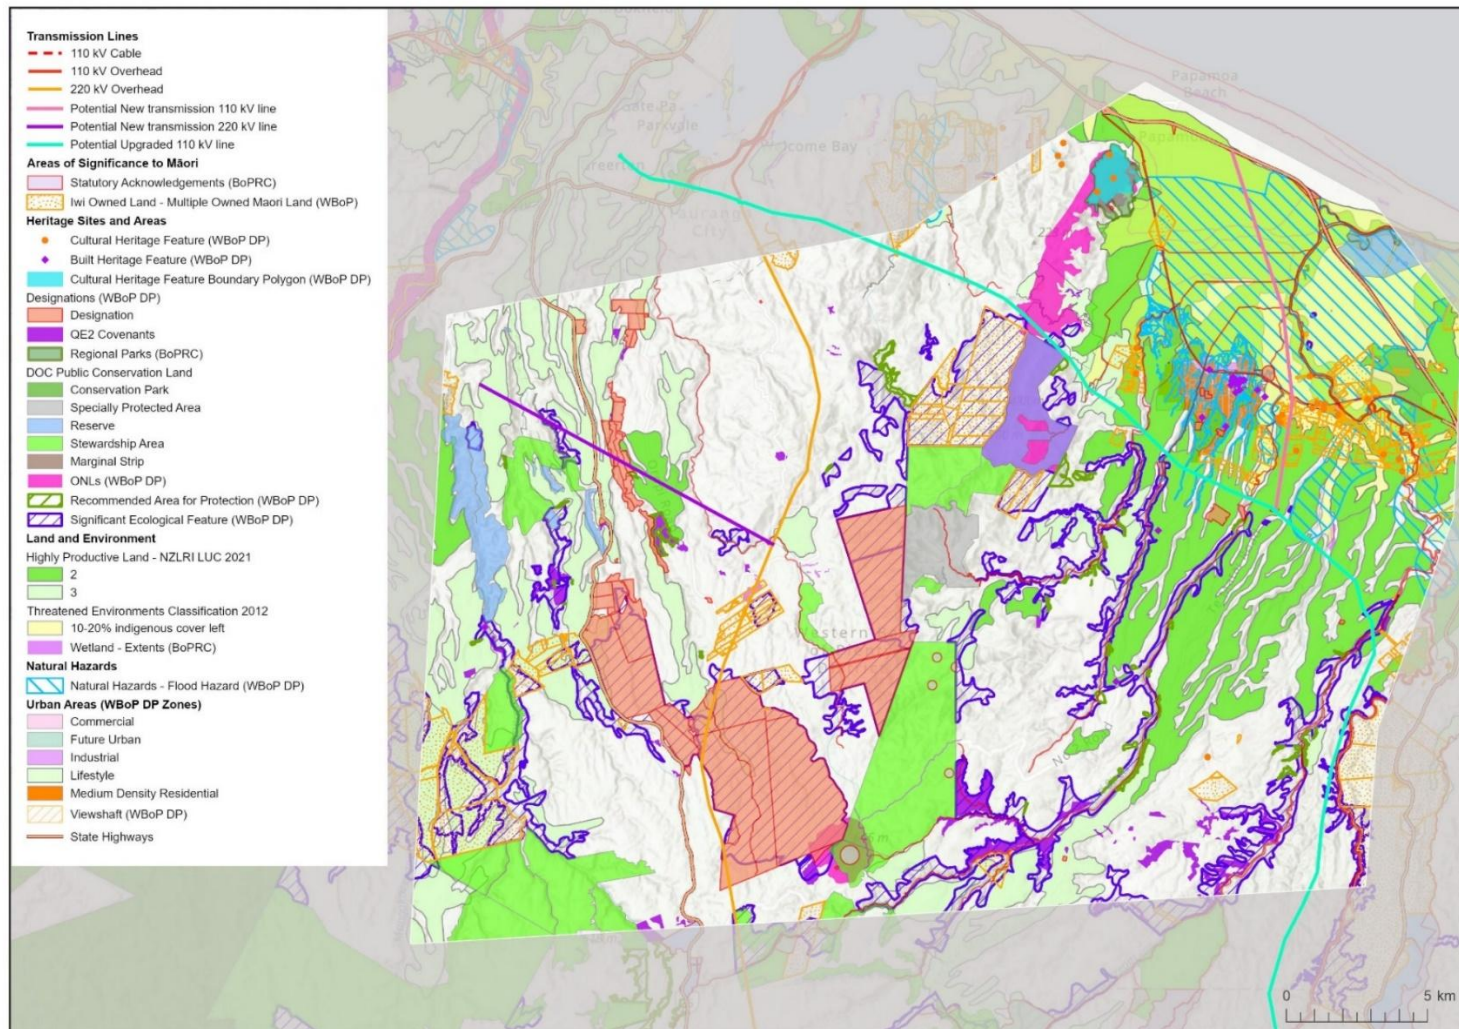 Transmission Lines
110 kV Cable
110 kV Overhead
220 kV Overhead
Potential New transmission 110 kV line
Potential New transmission 220 kV line
Potential Upgraded 110 kV line
Areas of Significance to Māori
Statutory Acknowledgements (BoPRC)
Iwi Owned Land - Multiple Owned Maori Land (WBoP)
Heritage Sites and Areas
Cultural Heritage Feature (WBoP DP)
Built Heritage Feature (WBoP DP)
Cultural Heritage Feature Boundary Polygon (WBoP DP)
Designations (WBoP DP)
Designation
QE2 Covenants
Regional Parks (BoPRC)
DOC Public Conservation Land
Conservation Park
Specially Protected Area
Reserve
Stewardship Area
Marginal Strip
ONLs (WBoP DP)
Recommended Area for Protection (WBoP DP)
Significant Ecological Feature (WBoP DP)
Land and Environment
Highly Productive Land - NZLRI LUC 2021
2
3
Threatened Environments Classification 2012
10-20% indigenous cover left
Wetland - Extents (BoPRC)
Natural Hazards
Natural Hazards - Flood Hazard (WBoP DP)
Urban Areas (WBoP DP Zones)
Commercial
Future Urban
Industrial
Lifestyle
Medium Density Residential
Viewshaft (WBoP DP)
State Highways
Papamoa
Beach
Gate Pa
Parkvale
City
0
5 km